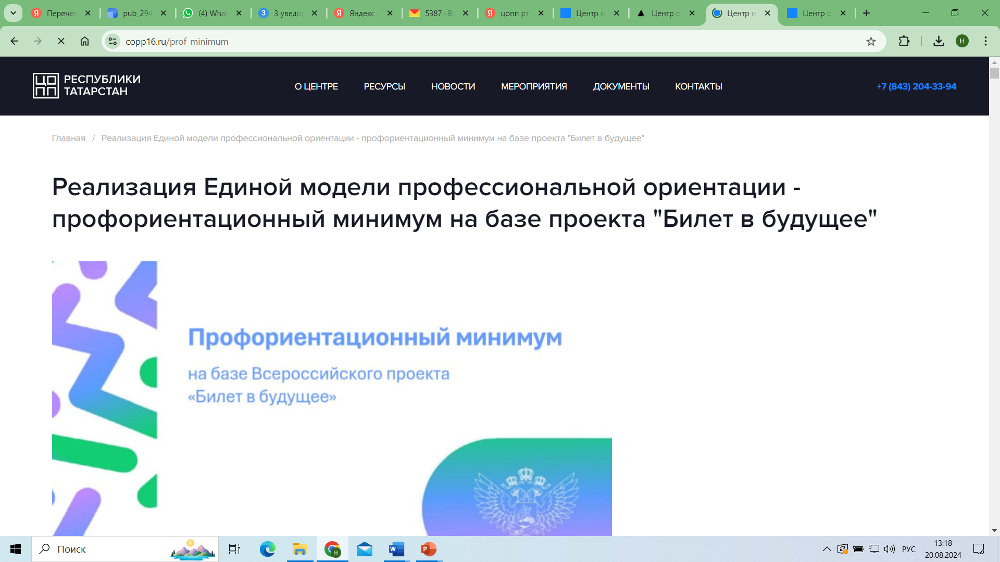 Перечен
pub_294
(4) What
3
3 уведо
Яндекс
5387 · Вх
цопп рт
Центр о
Центр о
Центр о
Центр о
copp16.ru/prof_minimum
Н
ЦОПП
РЕСПУБЛИКИ
ТАТАРСТАН
О ЦЕНТРЕ
РЕСУРСЫ
НОВОСТИ
МЕРОПРИЯТИЯ
ДОКУМЕНТЫ
КОНТАКТЫ
+7 (843) 204-33-94
Главная / Реализация Единой модели профессиональной ориентации - профориентационный минимум на базе проекта "Билет в будущее"
Реализация Единой модели профессиональной ориентации -
профориентационный минимум на базе проекта "Билет в будущее"
Профориентационный минимум
на базе Всероссийского проекта
«Билет в будущее»
Поиск
РУС
13:18
20.08.2024